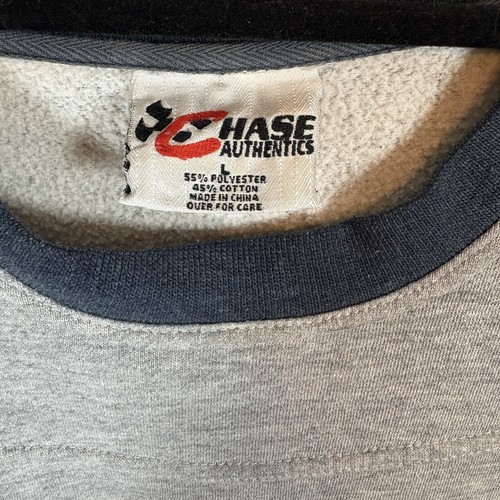 CHASE
AUTHENTICS
L
55% POLYESTER
45% COTTON
MADE IN CHINA
OVER FOR CARE